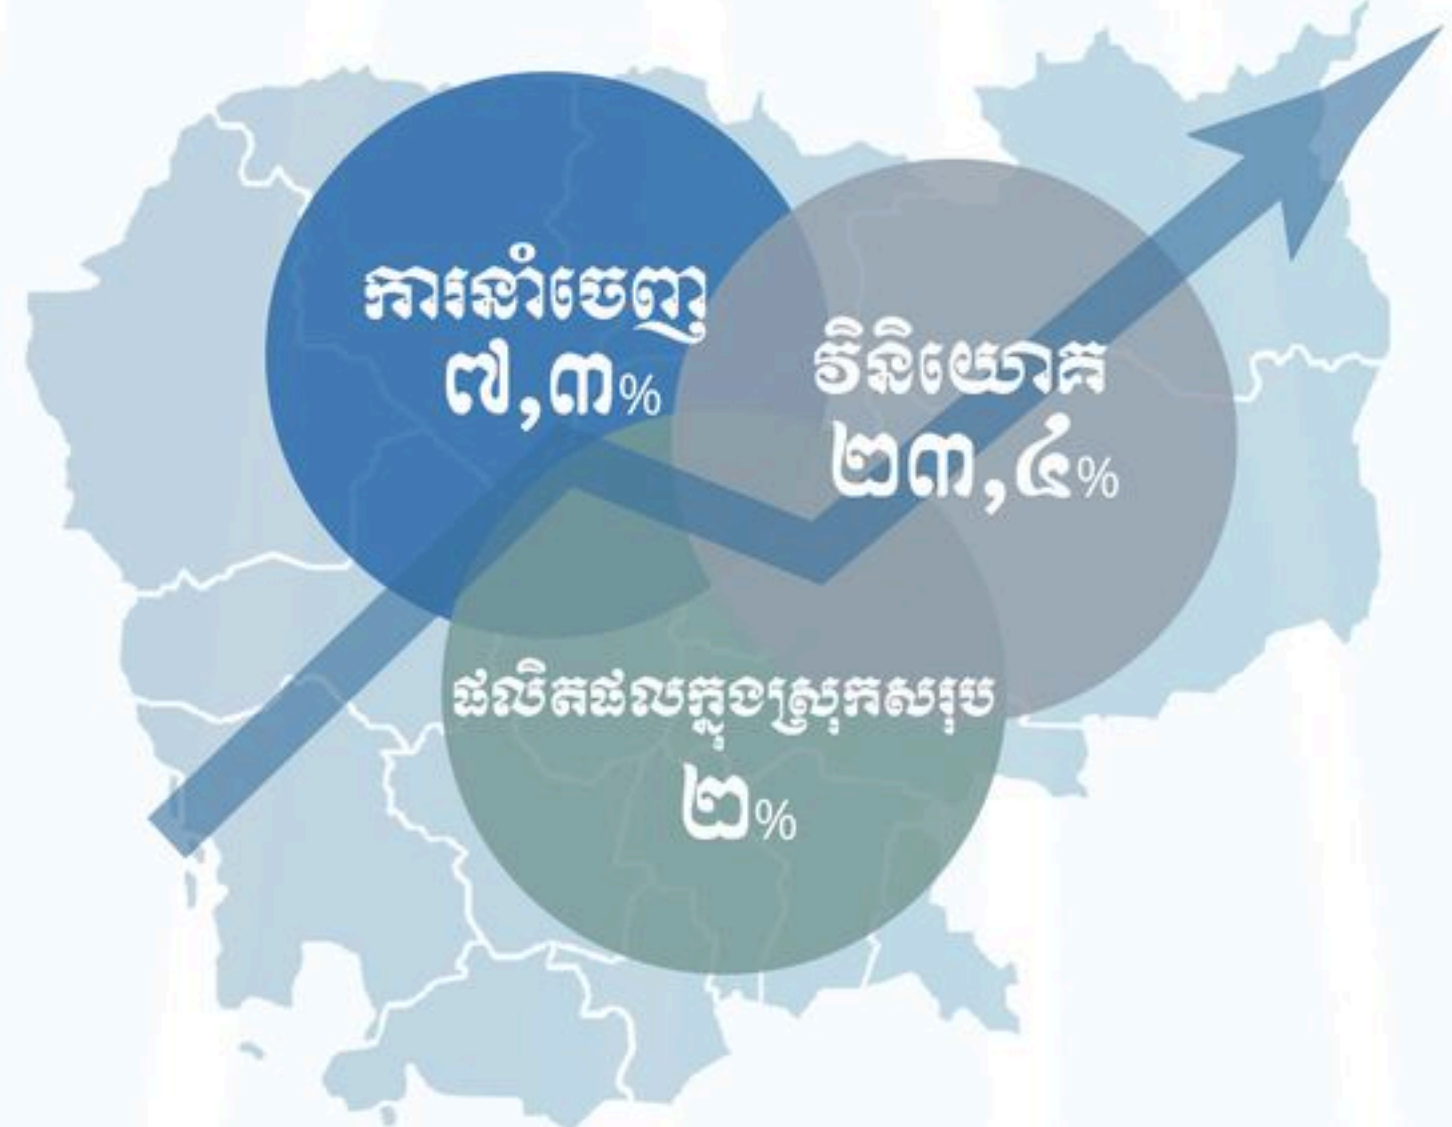 ការនាំចេញ
៧,៣%
វិនិយោគ
២៣,៤%
ផលិតផលក្នុងស្រុកសរុប
២%